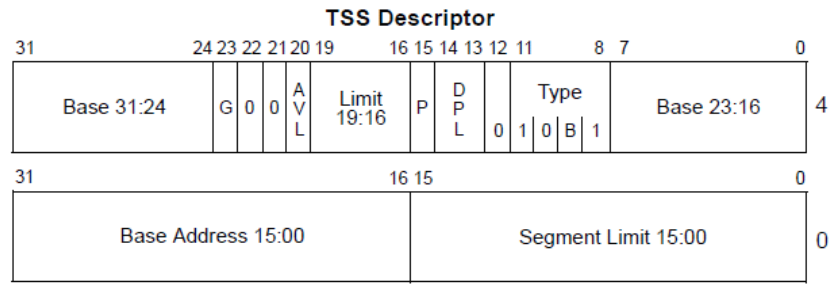 TSS Descriptor
31 24 23 22 21 20 19 16 15 14 13 12 11 8 7 0
Base 31:24 G 0 0 AVL Limit 19:16 P DPL 0 Type 1 0 B 1 Base 23:16 4
31 16 15 0
Base Address 15:00 Segment Limit 15:00 0